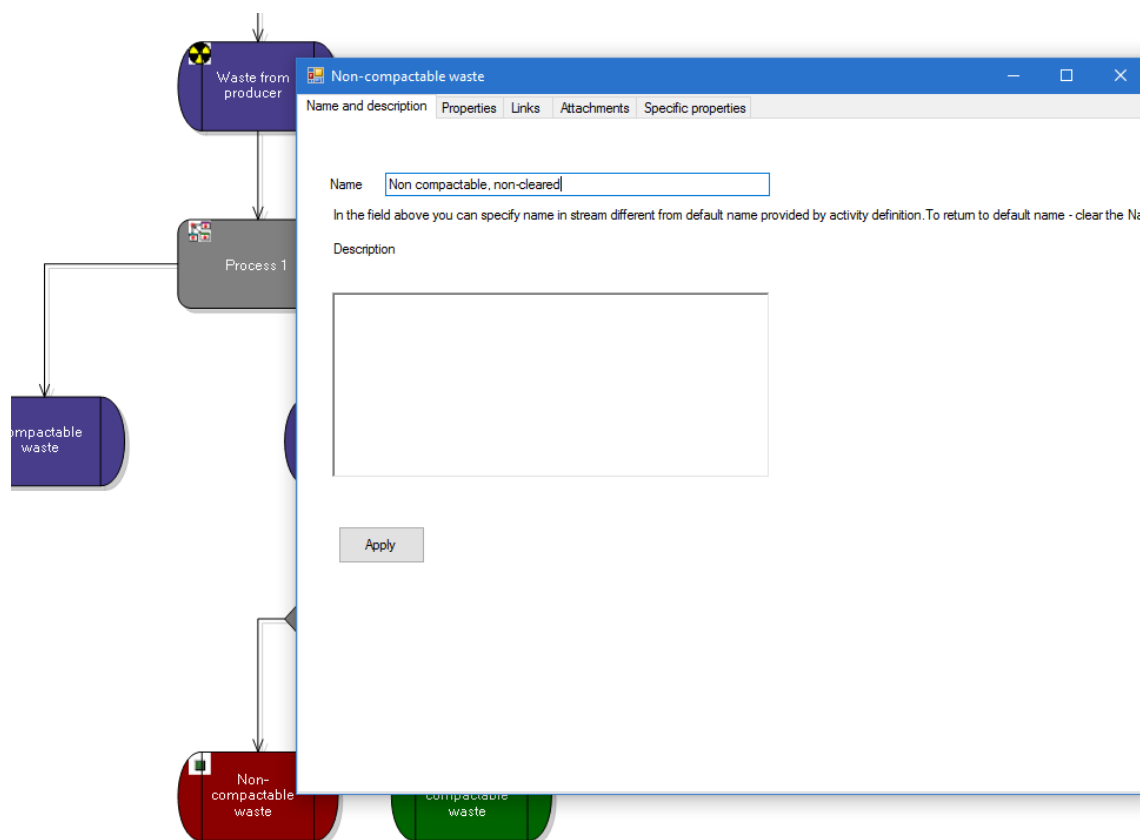 Waste from
producer
Process 1
waste
Non-
compactable
waste
compactable
waste
Non-compactable waste
Name and description Properties Links Attachments Specific properties
Name Non compactable, non-cleared
In the field above you can specify name in stream different from default name provided by activity definition.To return to default name - clear the
Description
Apply